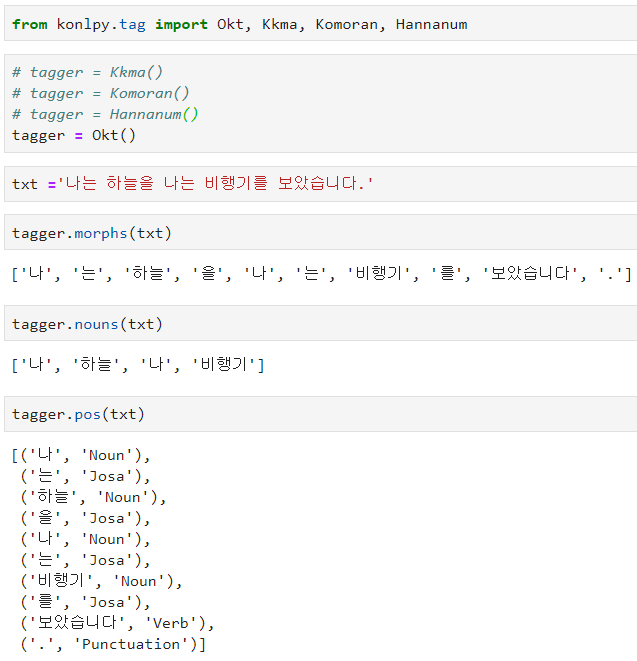 from konlpy.tag import Okt, Kkma, Komoran, Hannanum
# tagger = Kkma()
# tagger = Komoran()
# tagger = Hannanum()
tagger = Okt()
txt ='나는 하늘을 나는 비행기를 보았습니다.'
tagger.morphs(txt)
['나', '는', '하늘', '을', '나', '는', '비행기', '를', '보았습니다', '.']
tagger.nouns(txt)
['나', '하늘', '나', '비행기']
tagger.pos(txt)
[('나', 'Noun'),
('는', 'Josa'),
('하늘', 'Noun'),
('을', 'Josa'),
('나', 'Noun'),
('는', 'Josa'),
('비행기', 'Noun'),
('를', 'Josa'),
('보았습니다', 'Verb'),
('.', 'Punctuation')]